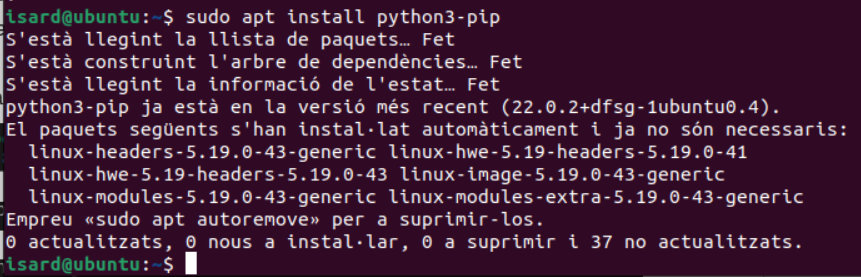 isard@ubuntu:~$ sudo apt install python3-pip
S'està llegint la llista de paquets… Fet
S'està construint l'arbre de dependències… Fet
S'està llegint la informació de l'estat… Fet
python3-pip ja està en la versió més recent (22.0.2+dfsg-1ubuntu0.4).
El paquets següents s'han instal·lat automàticament i ja no són necessaris:
  linux-headers-5.19.0-43-generic linux-hwe-5.19-headers-5.19.0-41
  linux-hwe-5.19-headers-5.19.0-43 linux-image-5.19.0-43-generic
  linux-modules-5.19.0-43-generic linux-modules-extra-5.19.0-43-generic
Empreu «sudo apt autoremove» per a suprimir-los.
0 actualitzats, 0 nous a instal·lar, 0 a suprimir i 37 no actualitzats.
isard@ubuntu:~$